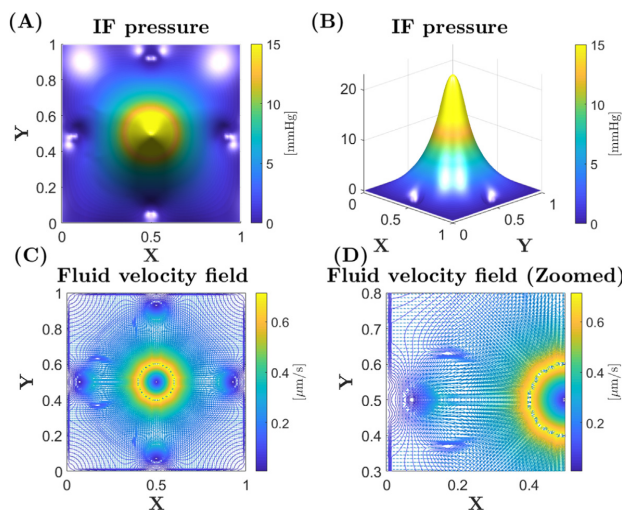 (A) IF pressure
15
10
5
0
[mmHg]
1
0.8
0.6
0.4
0.2
0
Y
0 0.5 1
X
(B) IF pressure
20
10
0
0
0.5
1
X
0
0.5
1
Y
15
10
5
0
[mmHg]
(C)
Fluid velocity field
1
0.8
0.6
0.4
0.2
0
Y
0 0.5 1
X
0.6
0.4
0.2
[μm/s]
(D)
Fluid velocity field (Zoomed)
0.8
0.7
0.6
0.5
0.4
0.3
Y
0 0.2 0.4
X
0.6
0.4
0.2
[μm/s]